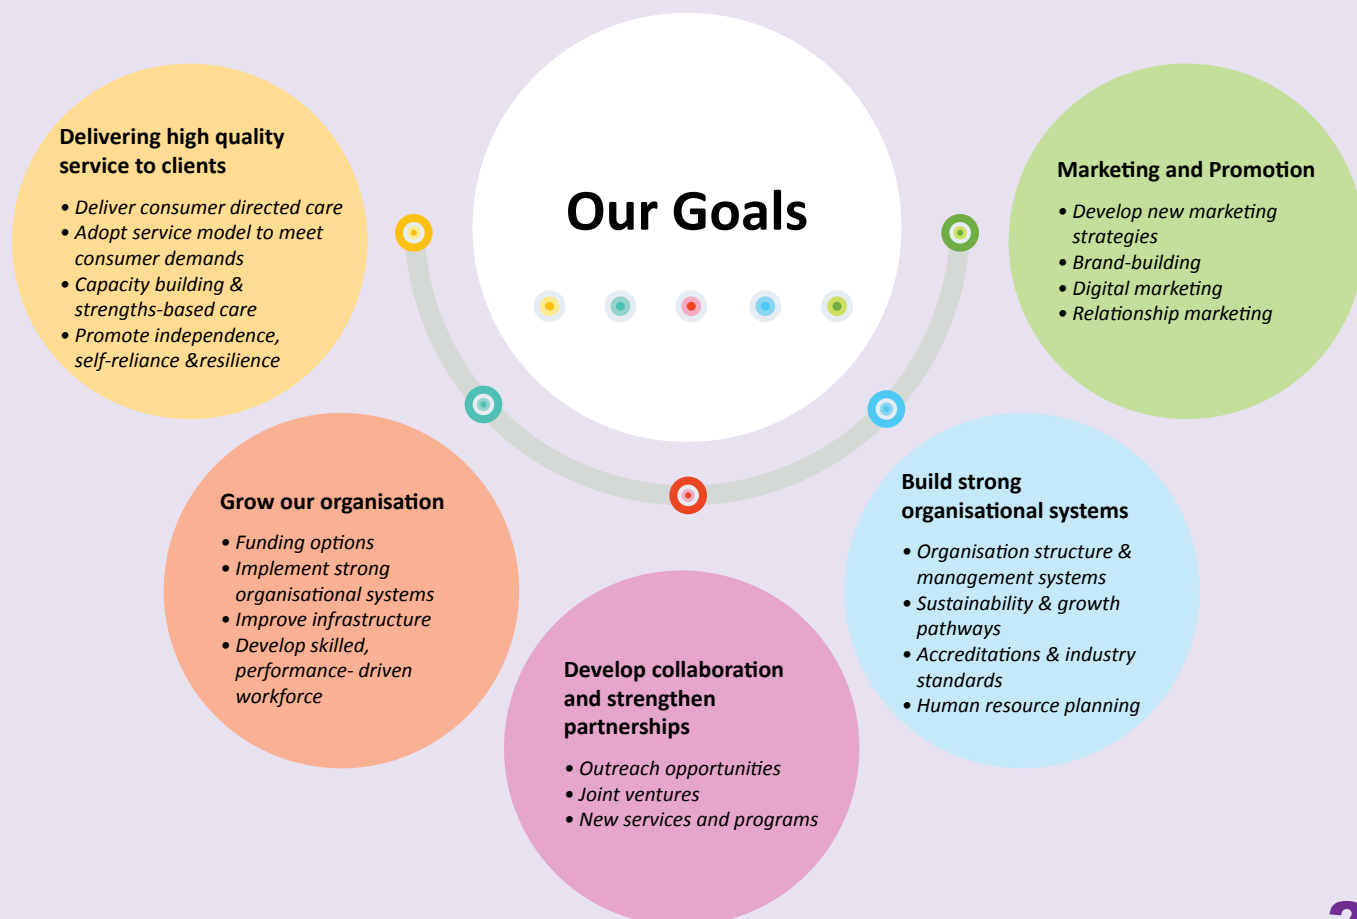 Our Goals
Delivering high quality
service to clients
• Deliver consumer directed care
• Adopt service model to meet
consumer demands
• Capacity building &
strengths-based care
• Promote independence,
self-reliance &resilience
Grow our organisation
• Funding options
• Implement strong
organisational systems
• Improve infrastructure
• Develop skilled,
performance- driven
workforce
Develop collaboration
and strengthen
partnerships
• Outreach opportunities
• Joint ventures
• New services and programs
Build strong
organisational systems
• Organisation structure &
management systems
• Sustainability & growth
pathways
• Accreditations & industry
standards
• Human resource planning
Marketing and Promotion
• Develop new marketing
strategies
• Brand-building
• Digital marketing
• Relationship marketing